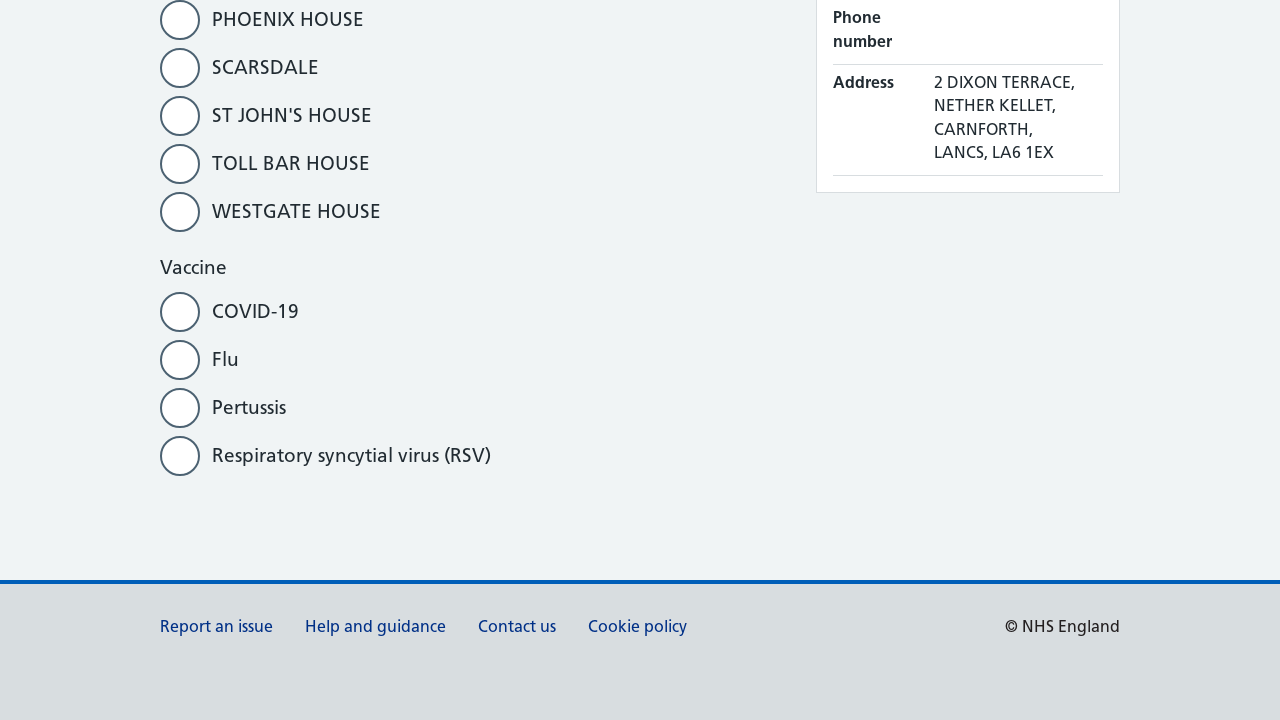 PHOENIX HOUSE
SCARSDALE
ST JOHN'S HOUSE
TOLL BAR HOUSE
WESTGATE HOUSE
Vaccine
COVID-19
Flu
Pertussis
Respiratory syncytial virus (RSV)
Phone
number
Address
2 DIXON TERRACE,
NETHER KELLET,
CARNFORTH,
LANCS, LA6 1EX
Report an issue
Help and guidance
Contact us
Cookie policy
© NHS England